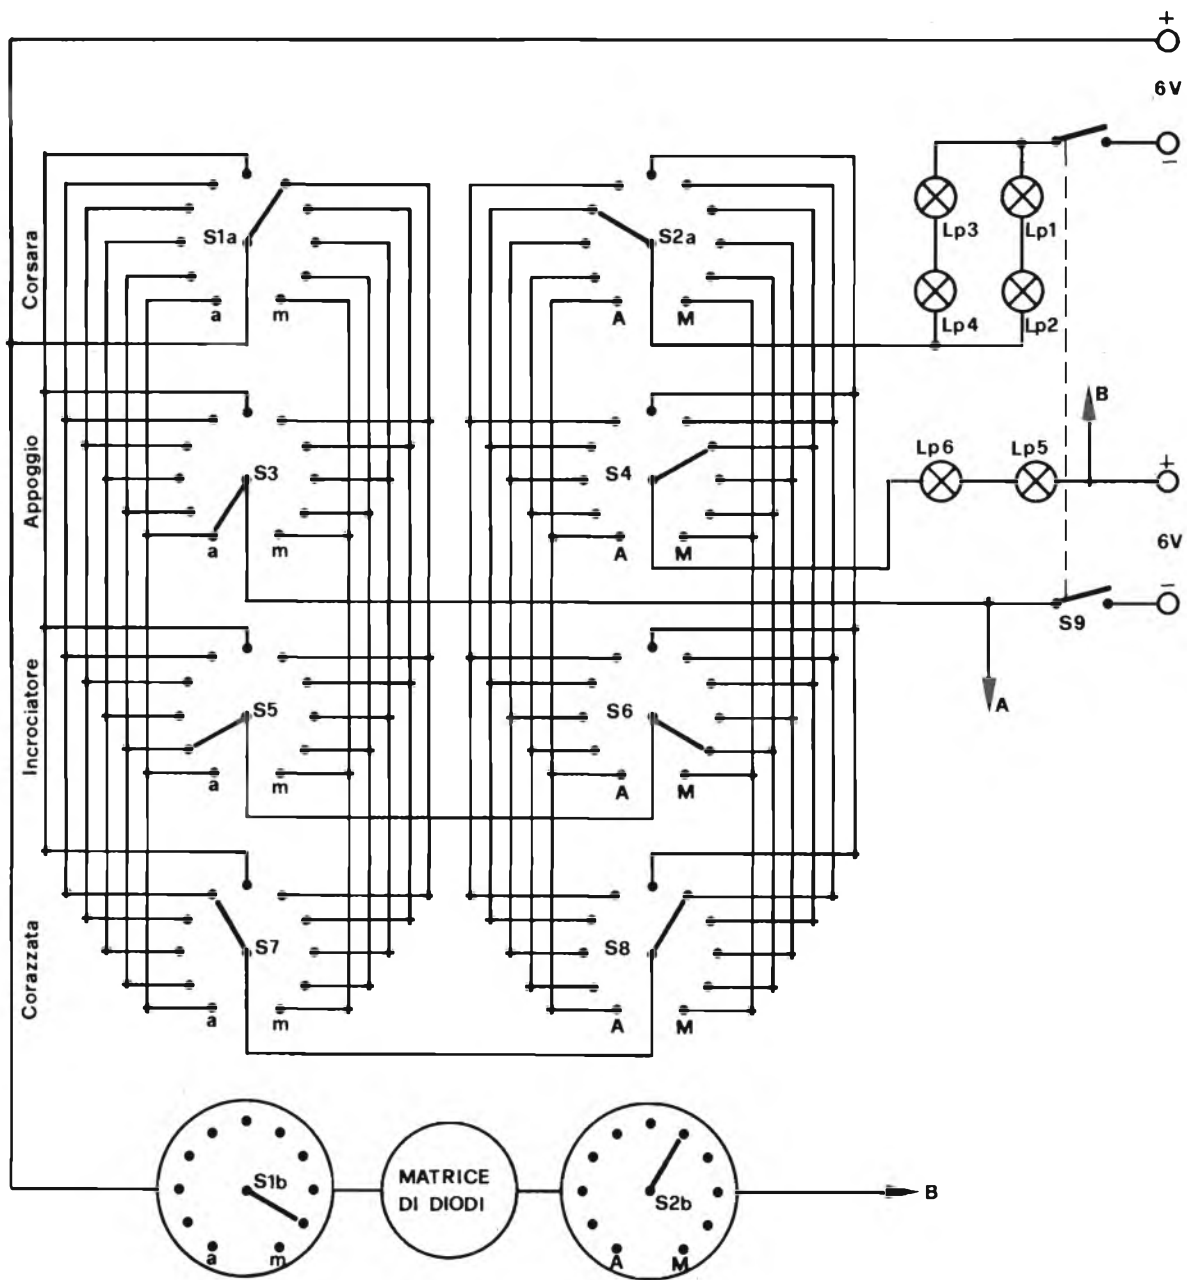 +
6V
−
Corsara
S1a
a
m
S2a
A
M
Lp3
Lp1
Lp4
Lp2
Appoggio
S3
a
m
S4
A
M
Lp6
Lp5
B
+
6V
−
S9
A
Incrociatore
S5
a
m
S6
A
M
Corazzata
S7
a
m
S8
A
M
S1b
a
m
MATRICE
DI DIODI
S2b
A
M
B